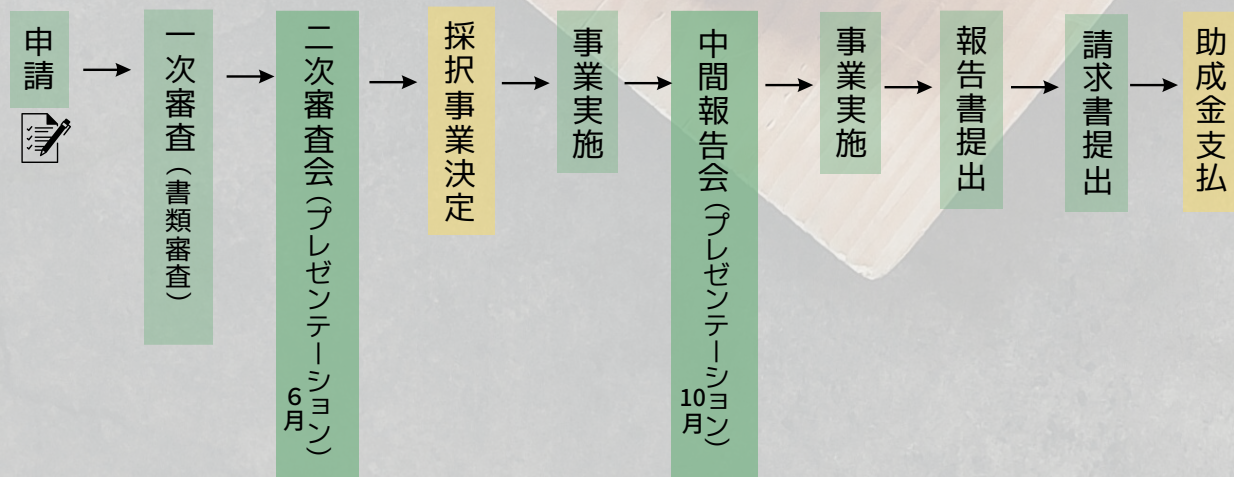 申請
一次審査（書類審査）
二次審査会（プレゼンテーション）
6月
採択事業決定
事業実施
中間報告会（プレゼンテーション）
10月
事業実施
報告書提出
請求書提出
助成金支払